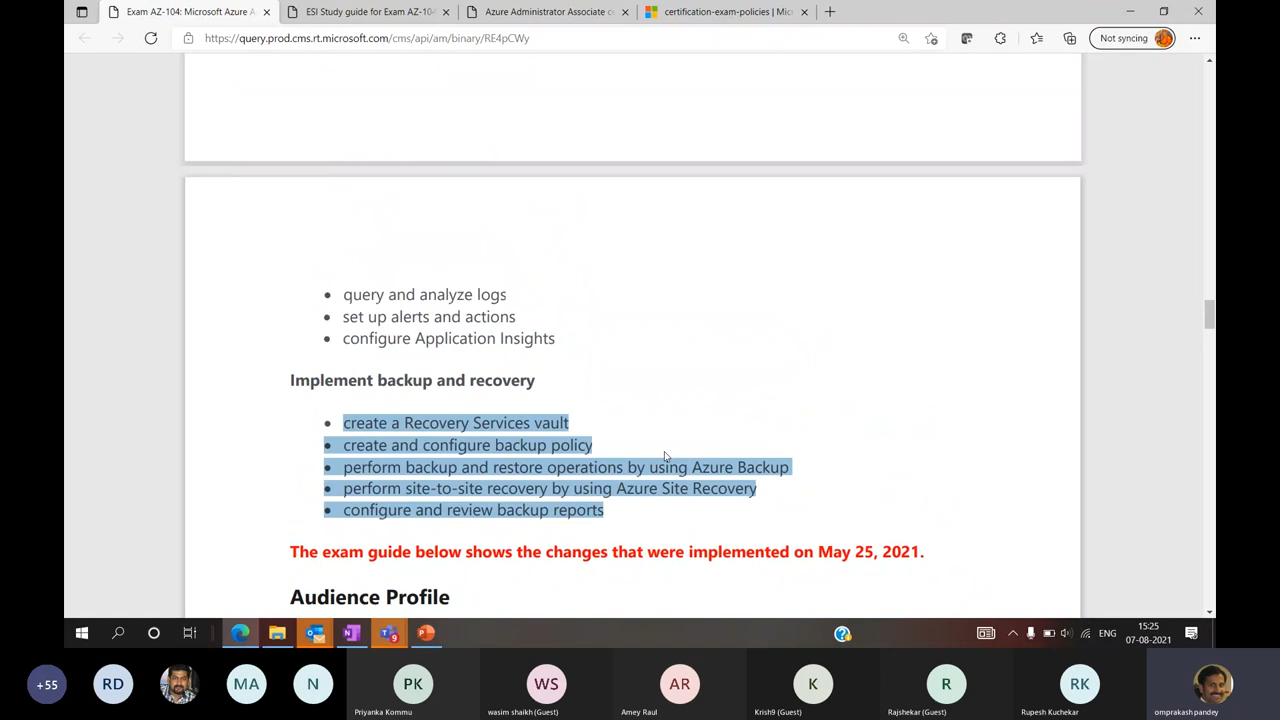 Exam AZ-104: Microsoft Azure A
ESI Study guide for Exam AZ-104
Azure Administrator Associate ce
certification-exam-policies | Mic
https://query.prod.cms.rt.microsoft.com/cms/api/am/binary/RE4pCWy
Not syncing
• query and analyze logs
• set up alerts and actions
• configure Application Insights
Implement backup and recovery
• create a Recovery Services vault
• create and configure backup policy
• perform backup and restore operations by using Azure Backup
• perform site-to-site recovery by using Azure Site Recovery
• configure and review backup reports
The exam guide below shows the changes that were implemented on May 25, 2021.
Audience Profile
9
ENG
15:25
07-08-2021
+55
RD
MA
N
PK
Priyanka Kommu
WS
wasim shaikh (Guest)
AR
Amey Raul
K
Krish9 (Guest)
R
Rajshekar (Guest)
RK
Rupesh Kuchekar
omprakash pandey